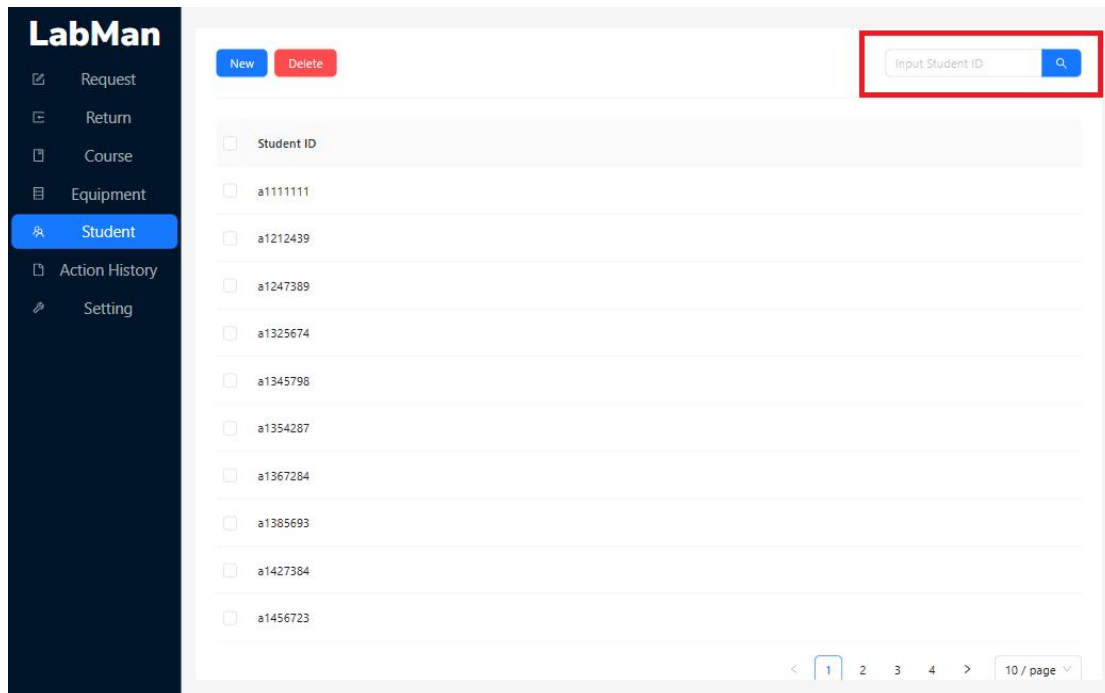 LabMan
Request
Return
Course
Equipment
Student
Action History
Setting
New Delete
Input Student ID
Student ID
a1111111
a1212439
a1247389
a1325674
a1345798
a1354287
a1367284
a1385693
a1427384
a1456723
< 1 2 3 4 > 10 / page